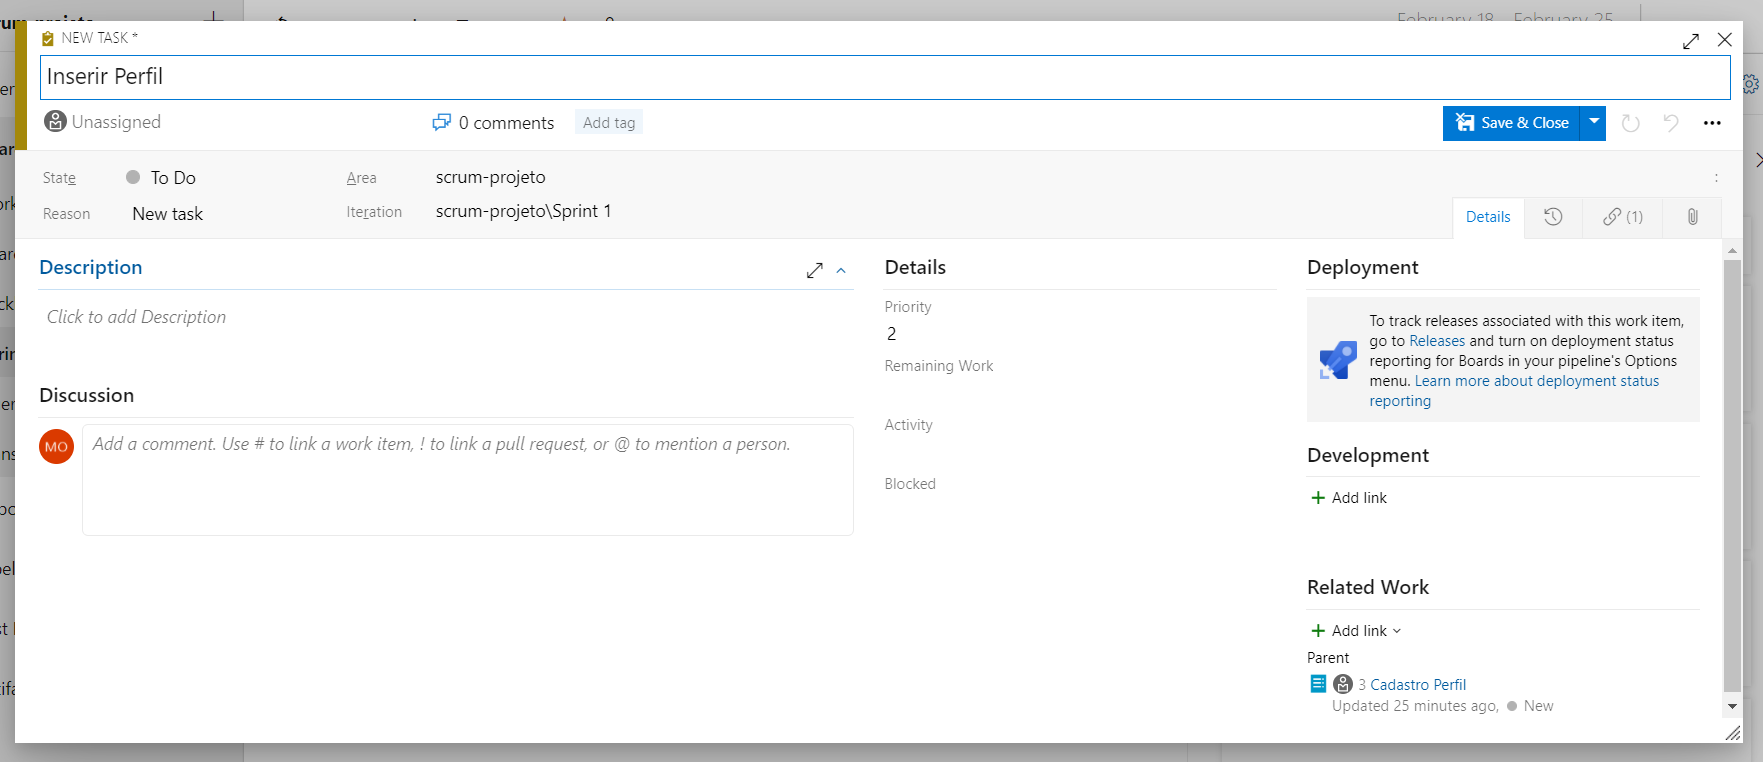 February 18 - February 25
NEW TASK *
Inserir Perfil
Unassigned
0 comments
Add tag
Save & Close
State
To Do
Area
scrum-projeto
Reason
New task
Iteration
scrum-projeto\Sprint 1
Details
(1)
Description
Click to add Description
Discussion
MO
Add a comment. Use # to link a work item, ! to link a pull request, or @ to mention a person.
Details
Priority
2
Remaining Work
Activity
Blocked
Deployment
To track releases associated with this work item,
go to Releases and turn on deployment status
reporting for Boards in your pipeline's Options
menu. Learn more about deployment status
reporting
Development
+ Add link
Related Work
+ Add link
Parent
3 Cadastro Perfil
Updated 25 minutes ago, New